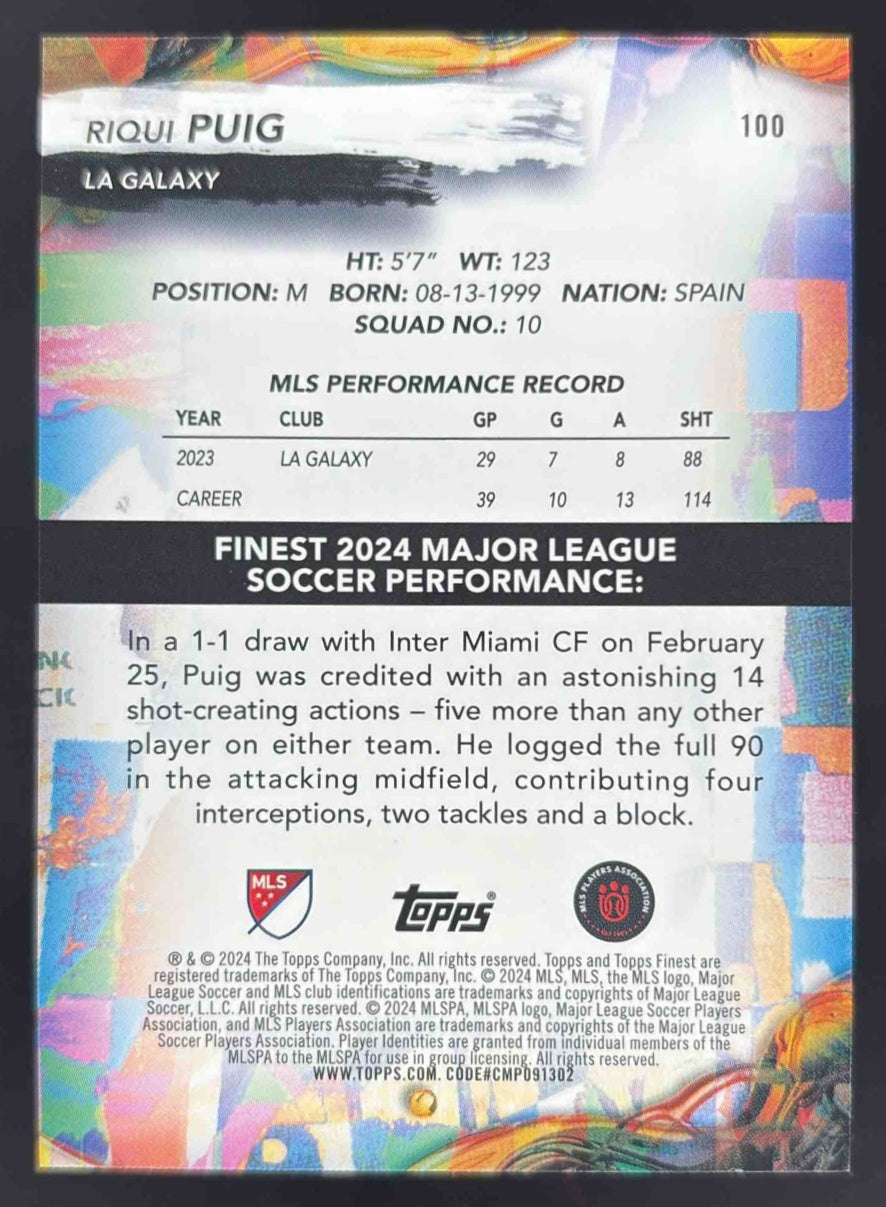 RIQUI PUIG 100
LA GALAXY
HT: 5'7" WT: 123
POSITION: M BORN: 08-13-1999 NATION: SPAIN
SQUAD NO.: 10
MLS PERFORMANCE RECORD
YEAR CLUB GP G A SHT
2023 LA GALAXY 29 7 8 88
CAREER 39 10 13 114
FINEST 2024 MAJOR LEAGUE
SOCCER PERFORMANCE:
In a 1-1 draw with Inter Miami CF on February
25, Puig was credited with an astonishing 14
shot-creating actions – five more than any other
player on either team. He logged the full 90
in the attacking midfield, contributing four
interceptions, two tackles and a block.
MLS
topps®
MLS PLAYERS ASSOCIATION
® & © 2024 The Topps Company, Inc. All rights reserved. Topps and Topps Finest are
registered trademarks of The Topps Company, Inc. © 2024 MLS, MLS, the MLS logo, Major
League Soccer and MLS club identifications are trademarks and copyrights of Major League
Soccer, L.L.C. All rights reserved. © 2024 MLSPA, MLSPA logo, Major League Soccer Players
Association, and MLS Players Association are trademarks and copyrights of the Major League
Soccer Players Association. Player Identities are granted from individual members of the
MLSPA to the MLSPA for use in group licensing. All rights reserved.
WWW.TOPPS.COM. CODE#CMP091302